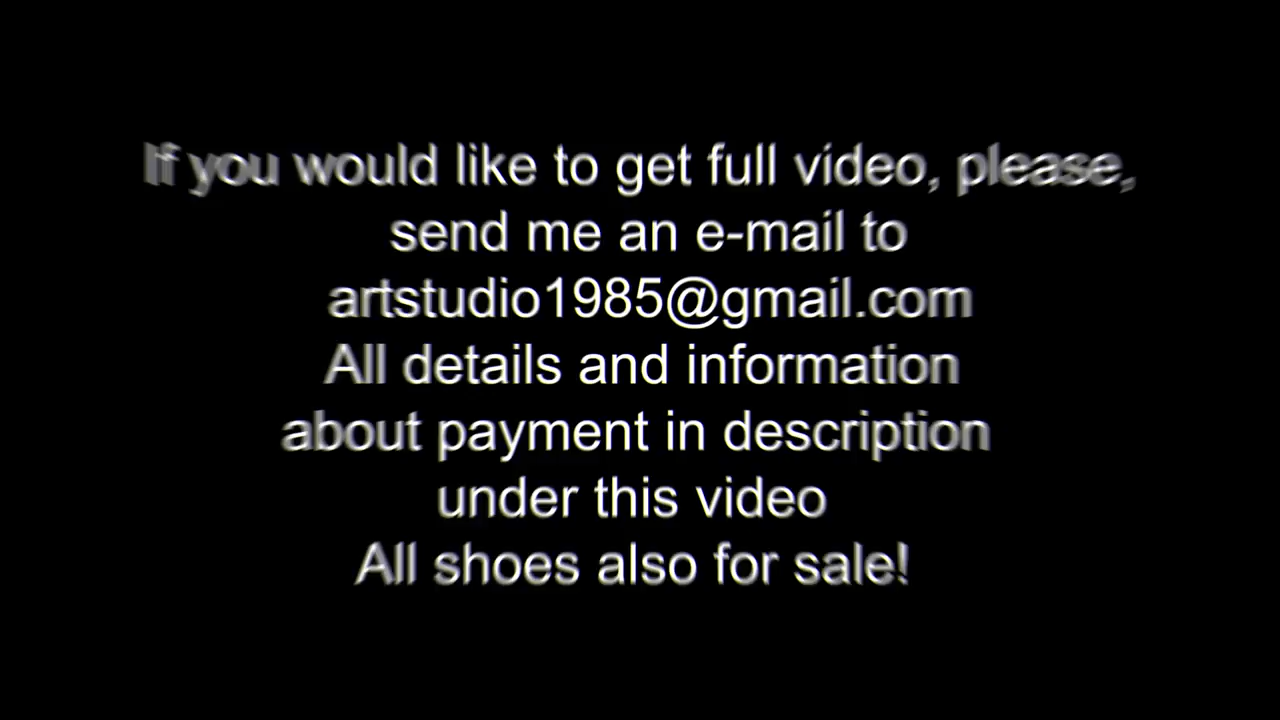 If you would like to get full video, please,
send me an e-mail to
artstudio1985@gmail.com
All details and information
about payment in description
under this video
All shoes also for sale!